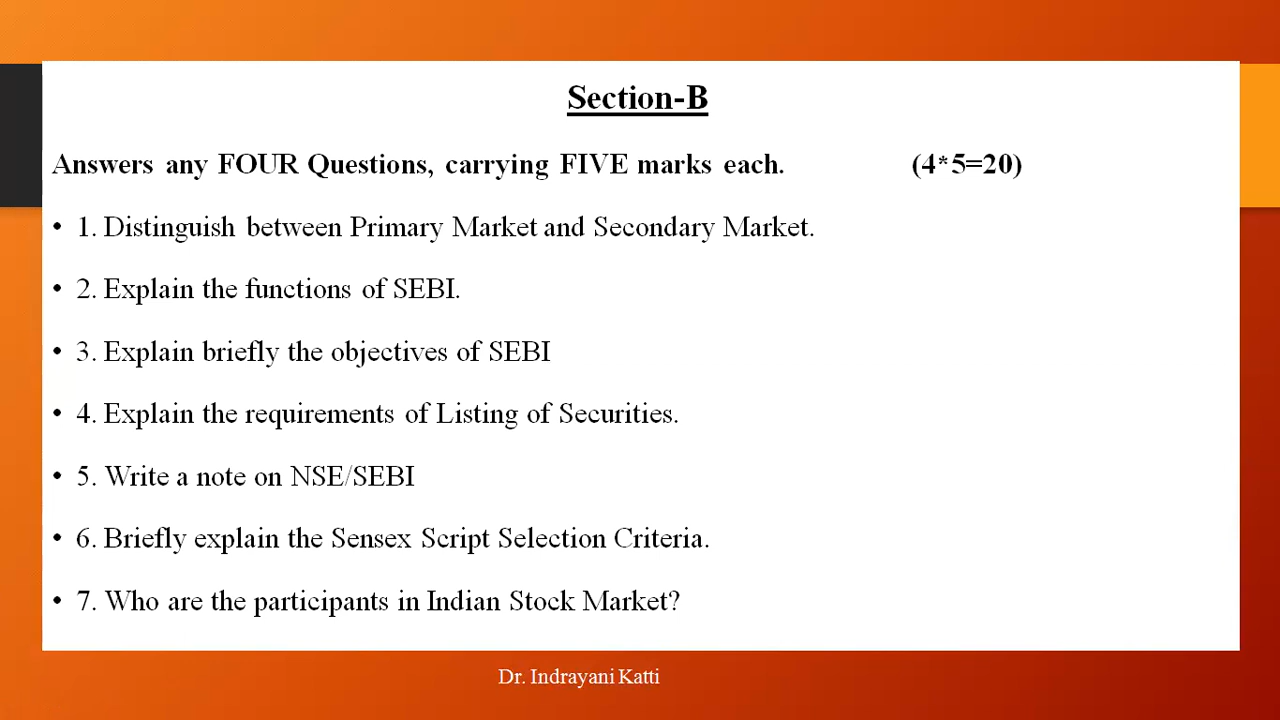 Section-B
Answers any FOUR Questions, carrying FIVE marks each. (4*5=20)
• 1. Distinguish between Primary Market and Secondary Market.
• 2. Explain the functions of SEBI.
• 3. Explain briefly the objectives of SEBI
• 4. Explain the requirements of Listing of Securities.
• 5. Write a note on NSE/SEBI
• 6. Briefly explain the Sensex Script Selection Criteria.
• 7. Who are the participants in Indian Stock Market?
Dr. Indrayani Katti